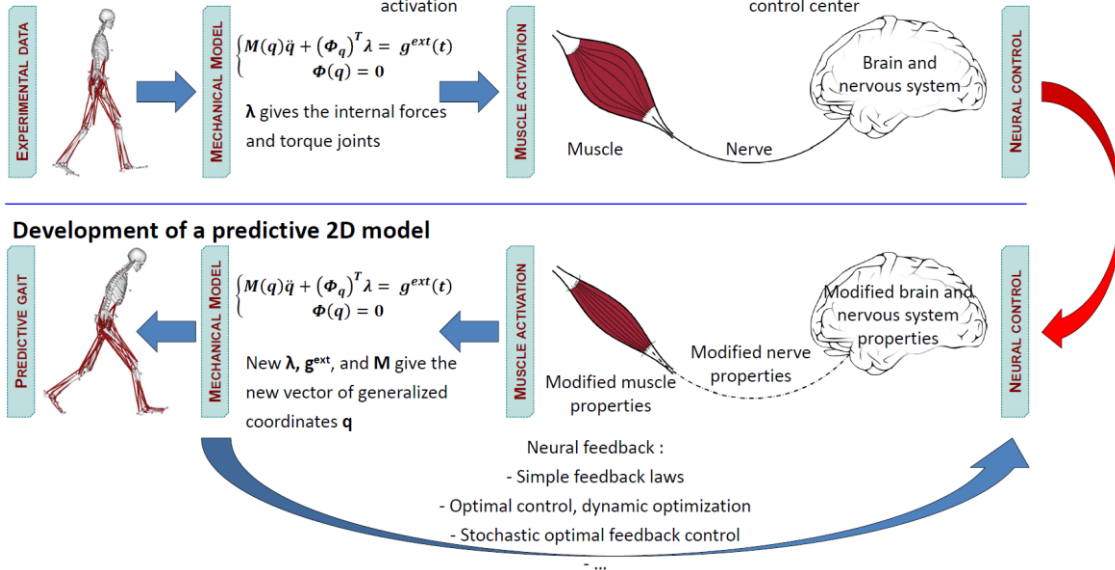 activation
control center
EXPERIMENTAL DATA
MECHANICAL MODEL
M(q)q̈ + (Φ_q)^T λ = g^ext(t)
Φ(q) = 0
λ gives the internal forces
and torque joints
MUSCLE ACTIVATION
Muscle
Nerve
Brain and
nervous system
NEURAL CONTROL
Development of a predictive 2D model
PREDICTIVE GAIT
MECHANICAL MODEL
M(q)q̈ + (Φ_q)^T λ = g^ext(t)
Φ(q) = 0
New λ, g^ext, and M give the
new vector of generalized
coordinates q
MUSCLE ACTIVATION
Modified muscle
properties
Modified nerve
properties
Modified brain and
nervous system
properties
NEURAL CONTROL
Neural feedback :
- Simple feedback laws
- Optimal control, dynamic optimization
- Stochastic optimal feedback control
- ...